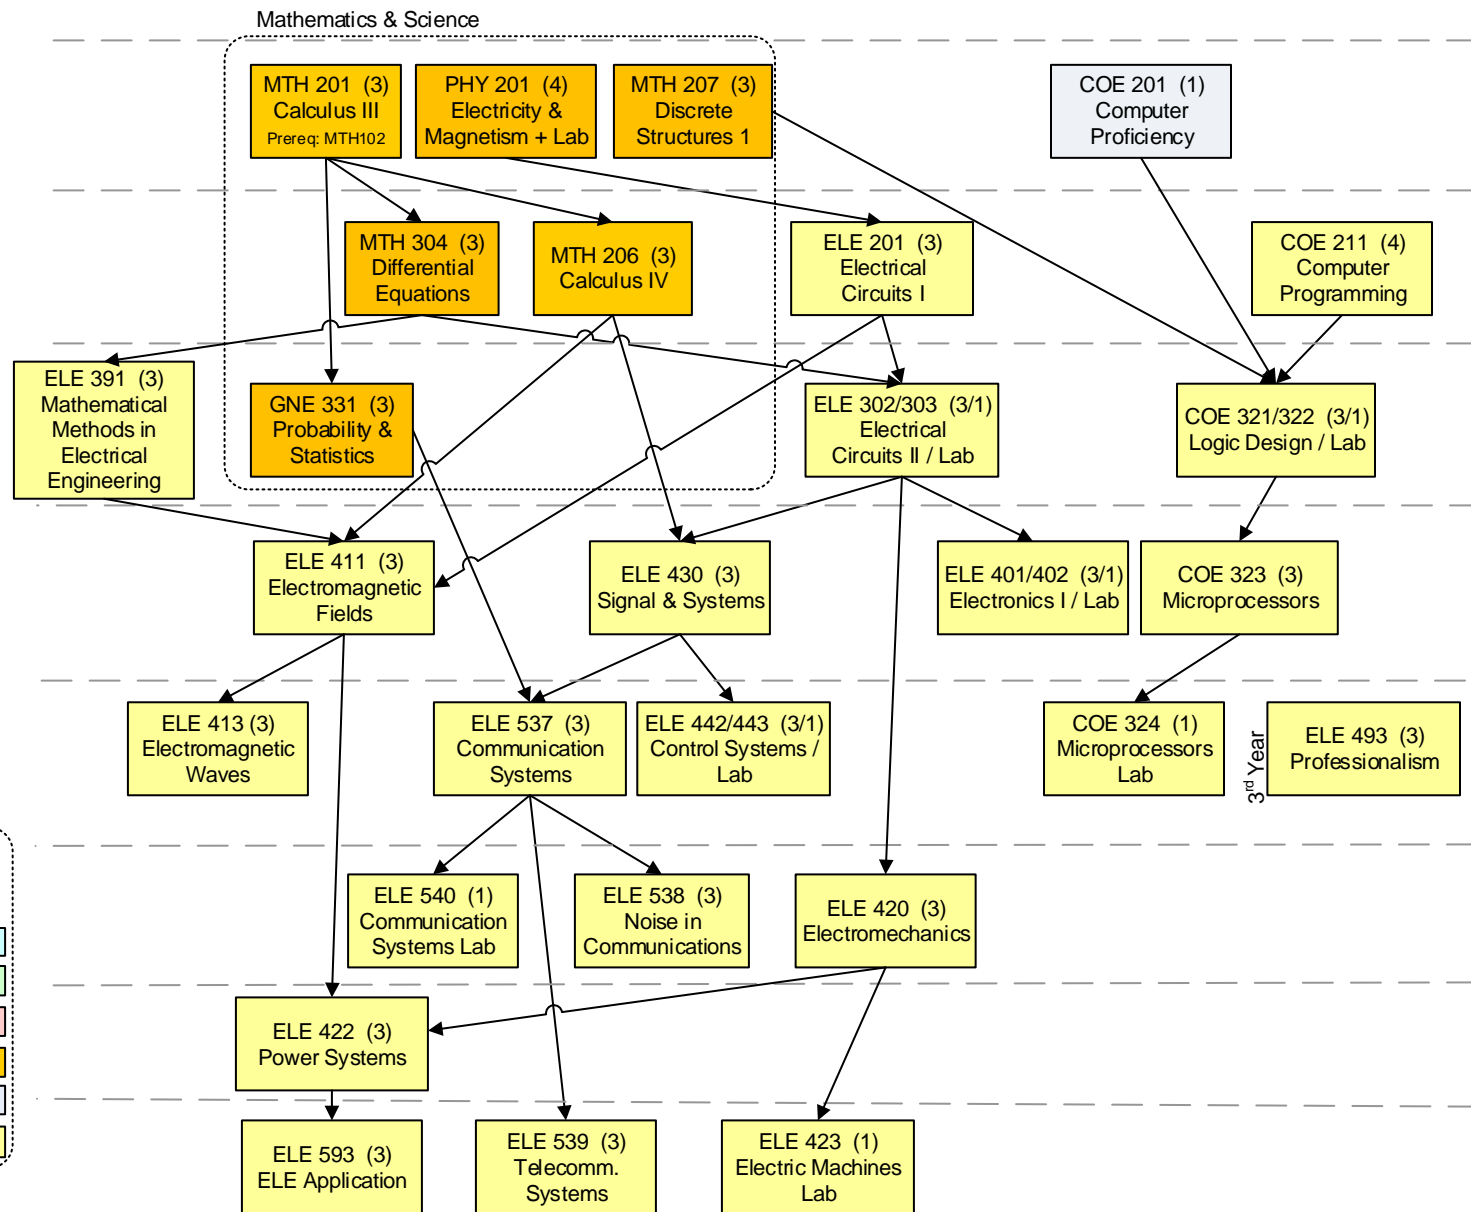 Mathematics & Science
MTH 201 (3)
Calculus III
Prereq: MTH102
PHY 201 (4)
Electricity &
Magnetism + Lab
MTH 207 (3)
Discrete
Structures 1
COE 201 (1)
Computer
Proficiency
MTH 304 (3)
Differential
Equations
MTH 206 (3)
Calculus IV
ELE 201 (3)
Electrical
Circuits I
COE 211 (4)
Computer
Programming
ELE 391 (3)
Mathematical
Methods in
Electrical
Engineering
GNE 331 (3)
Probability &
Statistics
ELE 302/303 (3/1)
Electrical
Circuits II / Lab
COE 321/322 (3/1)
Logic Design / Lab
ELE 411 (3)
Electromagnetic
Fields
ELE 430 (3)
Signal & Systems
ELE 401/402 (3/1)
Electronics I / Lab
COE 323 (3)
Microprocessors
ELE 413 (3)
Electromagnetic
Waves
ELE 537 (3)
Communication
Systems
ELE 442/443 (3/1)
Control Systems /
Lab
COE 324 (1)
Microprocessors
Lab
3rd Year
ELE 493 (3)
Professionalism
ELE 540 (1)
Communication
Systems Lab
ELE 538 (3)
Noise in
Communications
ELE 420 (3)
Electromechanics
ELE 422 (3)
Power Systems
ELE 593 (3)
ELE Application
ELE 539 (3)
Telecomm.
Systems
ELE 423 (1)
Electric Machines
Lab